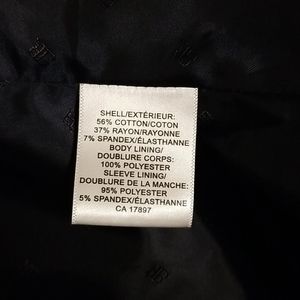 SHELL/EXTÉRIEUR:
56% COTTON/COTON
37% RAYON/RAYONNE
7% SPANDEX/ÉLASTHANNE
BODY LINING/
DOUBLURE CORPS:
100% POLYESTER
SLEEVE LINING/
DOUBLURE DE LA MANCHE:
95% POLYESTER
5% SPANDEX/ÉLASTHANNE
CA 17897